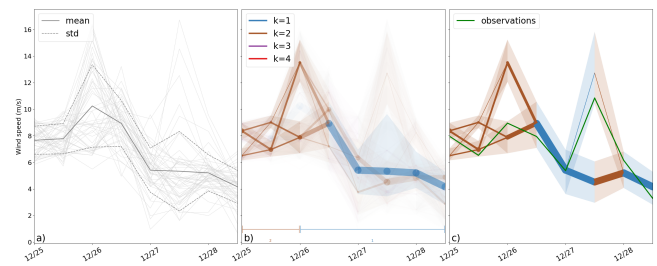 mean
std
k=1
k=2
k=3
k=4
observations
Wind speed (m/s)
16
14
12
10
8
6
4
2
0
a)
b)
c)
12/25
12/26
12/27
12/28
12/25
12/26
12/27
12/28
12/25
12/26
12/27
12/28